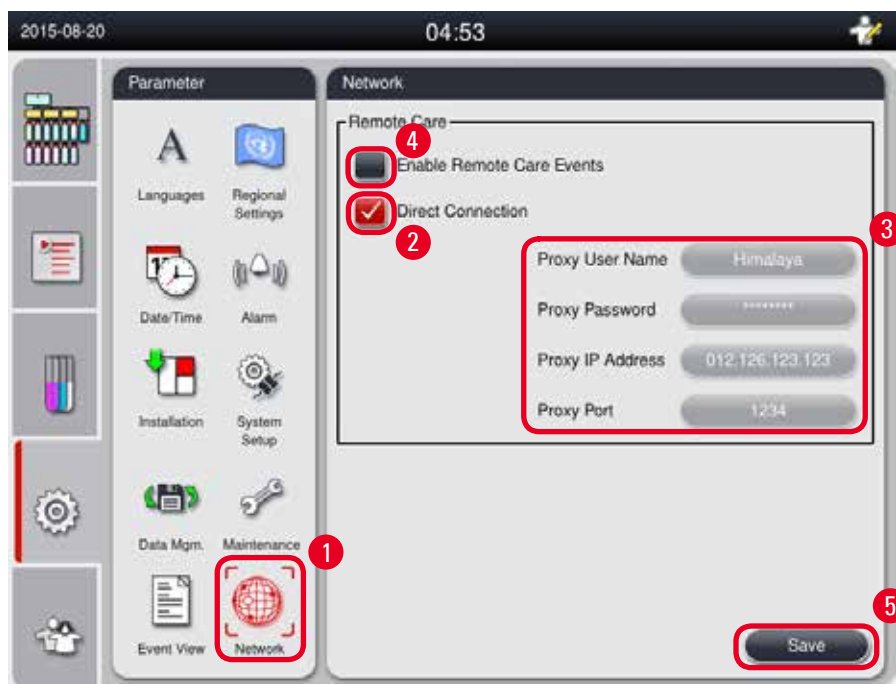 2015-08-20
04:53
Parameter
Languages
Regional
Settings
Date/Time
Alarm
Installation
System
Setup
Data Mgm.
Maintenance
1
Event View
Network
Network
Remote Care
4
Enable Remote Care Events
Direct Connection
2
3
Proxy User Name Himalaya
Proxy Password ********
Proxy IP Address 012.126.123.123
Proxy Port 1234
5
Save